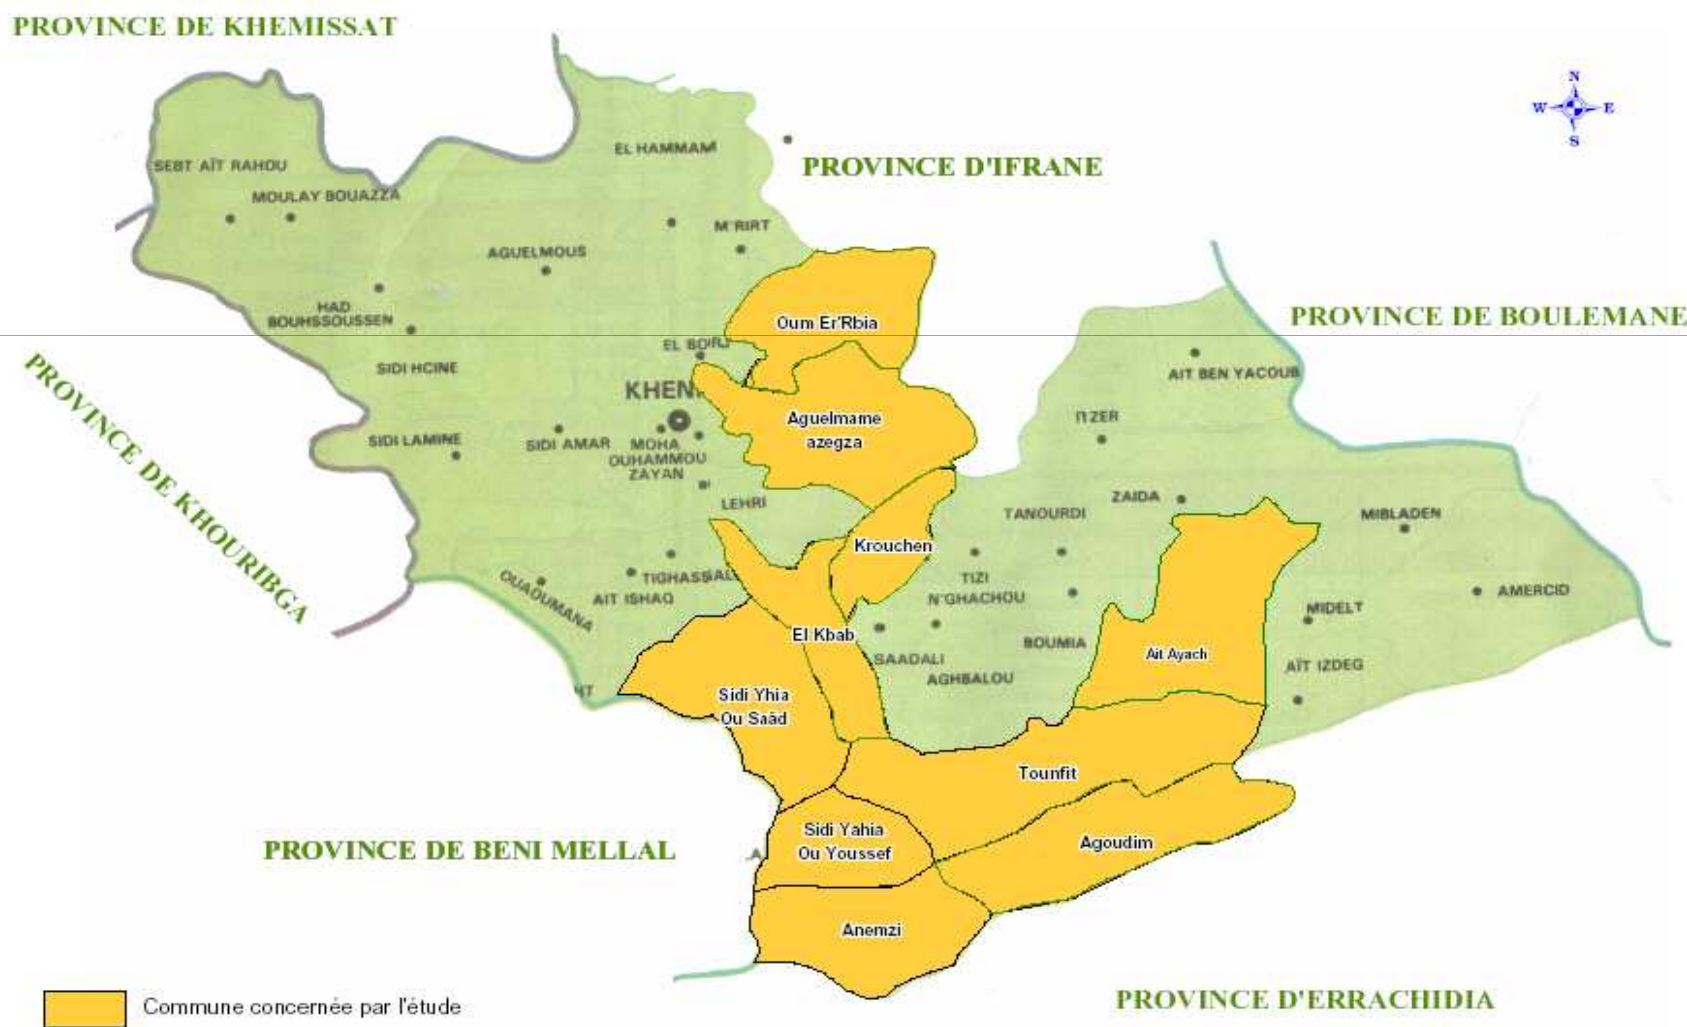 PROVINCE DE KHEMISSAT
N
W E
S
EL HAMMAM
PROVINCE D'IFRANE
SEBT AÏT RAHOU
MOULAY BOUAZZA
M'RIRT
AGUELMOUS
HAD
BOUHSSOUSSEN
Oum Er'Rbia
PROVINCE DE BOULEMANE
EL BORJ
SIDI HCINE
AIT BEN YACOUB
PROVINCE DE KHOURIBGA
KHEN
Aguelmame
azegza
ITZER
SIDI LAMINE
SIDI AMAR
MOHA
OUHAMMOU
ZAYAN
LEHRI
TANOURDI
ZAIDA
MIBLADEN
Krouchen
OUAOUMANA
AIT ISHAQ
TIGHASSAL
TIZI
N'GHACHOU
AMERCID
MIDELT
El Kbab
SAADALI
BOUMIA
Ait Ayach
AÏT IZDEG
AGHBALOU
HT
Sidi Yhia
Ou Saâd
Tounfit
Sidi Yahia
Ou Youssef
Agoudim
PROVINCE DE BENI MELLAL
A
Anemzi
PROVINCE D'ERRACHIDIA
Commune concernée par l'étude